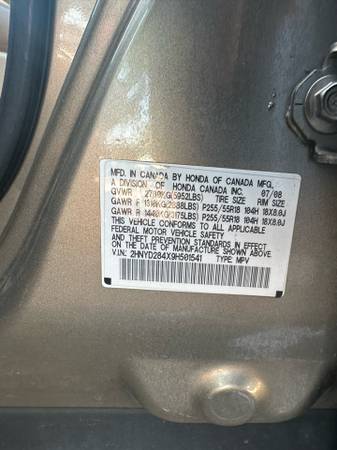 MFD. IN CANADA BY HONDA OF CANADA MFG.
A DIVISION OF HONDA CANADA INC. 07/08
GVWR 2700KG(5952LBS) TIRE SIZE RIM SIZE
GAWR F 1310KG(2888LBS) P255/55R18 104H 18X8.0J
GAWR R 1440KG(3175LBS) P255/55R18 104H 18X8.0J
THIS VEHICLE CONFORMS TO ALL APPLICABLE
FEDERAL MOTOR VEHICLE SAFETY
AND THEFT PREVENTION STANDARDS IN EFFECT ON
THE DATE OF MANUFACTURE SHOWN ABOVE.
V.I.N: 2HNYD284X9H501541 TYPE MPV